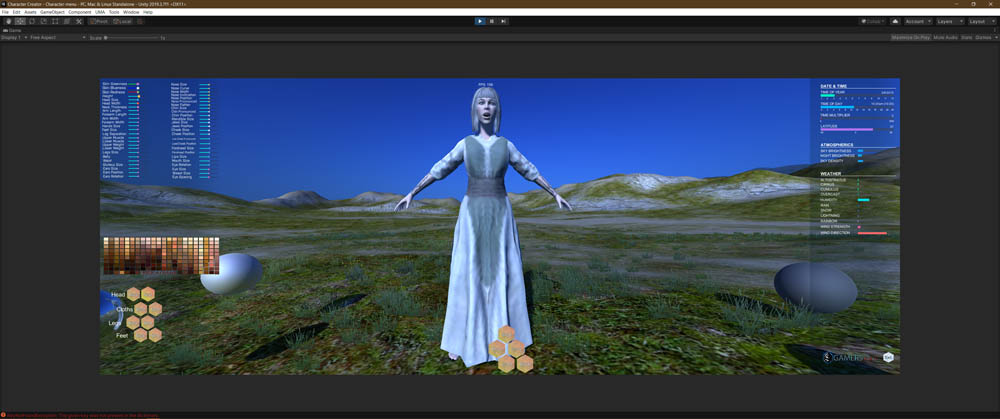 Character Creator - Character-menu - PC, Mac & Linux Standalone - Unity 2019.3.7f1 <DX11>
File Edit Assets GameObject Component UMA Tools Window Help
Pivot Local Collab Account Layers Layout
Game
Display 1 Free Aspect Scale 1x Maximize On Play Mute Audio Stats Gizmos
Skin-Greenness
Skin-Blueness
Skin-Redness
Height
Head Size
Head Width
Neck Thickness
Arm Length
Forearm Length
Arm Width
Forearm Width
Hands Size
Feet Size
Leg Separation
Upper Muscle
Lower Muscle
Upper Weight
Lower Weight
Legs Size
Belly
Waist
Gluteus Size
Ears Size
Ears Position
Ears Rotation
Nose Size
Nose Curve
Nose Width
Nose Inclination
Nose Position
Nose Pronounced
Nose Flatten
Chin Size
Chin Pronounced
Chin Position
Mandible Size
Jaws Size
Jaws Position
Cheek Size
Cheek Position
Low Cheek Pronounced
Low Cheek Position
Forehead Size
Forehead Position
Lips Size
Mouth Size
Eye Rotation
Eye Size
Breast Size
Eye Spacing
DATE & TIME
TIME OF YEAR
TIME OF DAY
TIME MULTIPLIER
LATITUDE
ATMOSPHERICS
SKY BRIGHTNESS
NIGHT BRIGHTNESS
SKY DENSITY
WEATHER
CIRRUS
CUMULUS
OVERCAST
HUMIDITY
RAIN
SNOW
LIGHTNING
RAINBOW
WIND STRENGTH
WIND DIRECTION
Head
Cloths
Legs
Feet
GAMERS